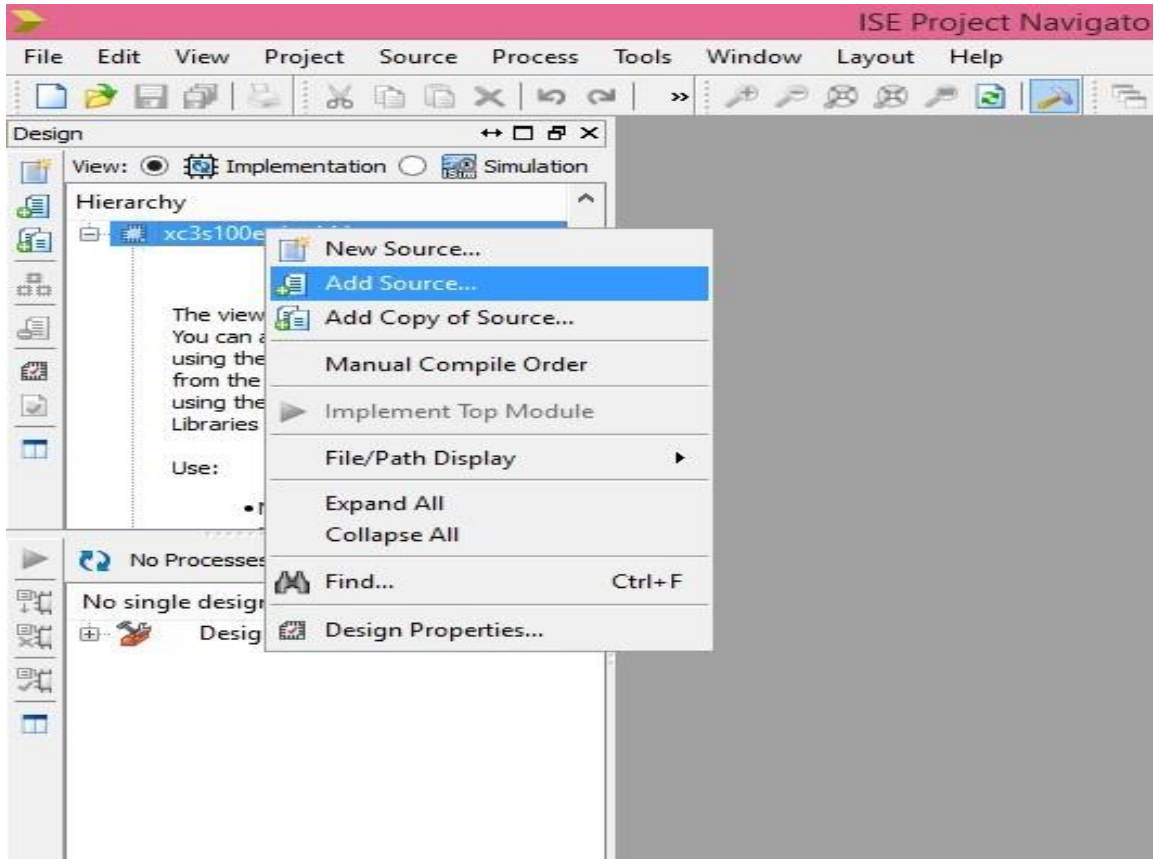 ISE Project Navigato
File Edit View Project Source Process Tools Window Layout Help
»
Design
View: Implementation Simulation
Hierarchy
xc3s100e
New Source...
Add Source...
The view
Add Copy of Source...
You can
using the
Manual Compile Order
from the
using the
Implement Top Module
Libraries
File/Path Display
Use:
Expand All
•
Collapse All
No Processes
Find... Ctrl+F
No single design
Desig
Design Properties...